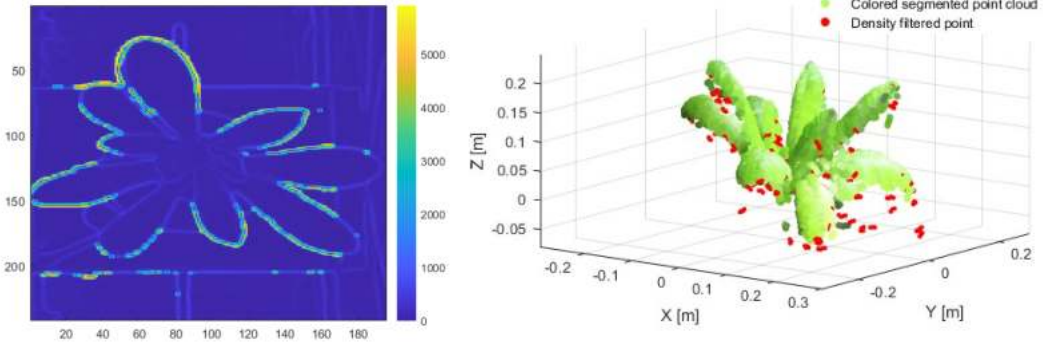 50
100
150
200
20 40 60 80 100 120 140 160 180
5000
4000
3000
2000
1000
0
Colored segmented point cloud
Density filtered point
0.2
0.15
0.1
0.05
0
-0.05
Z [m]
-0.2 -0.1 0 0.1 0.2 0.3
X [m]
-0.2 0 0.2
Y [m]